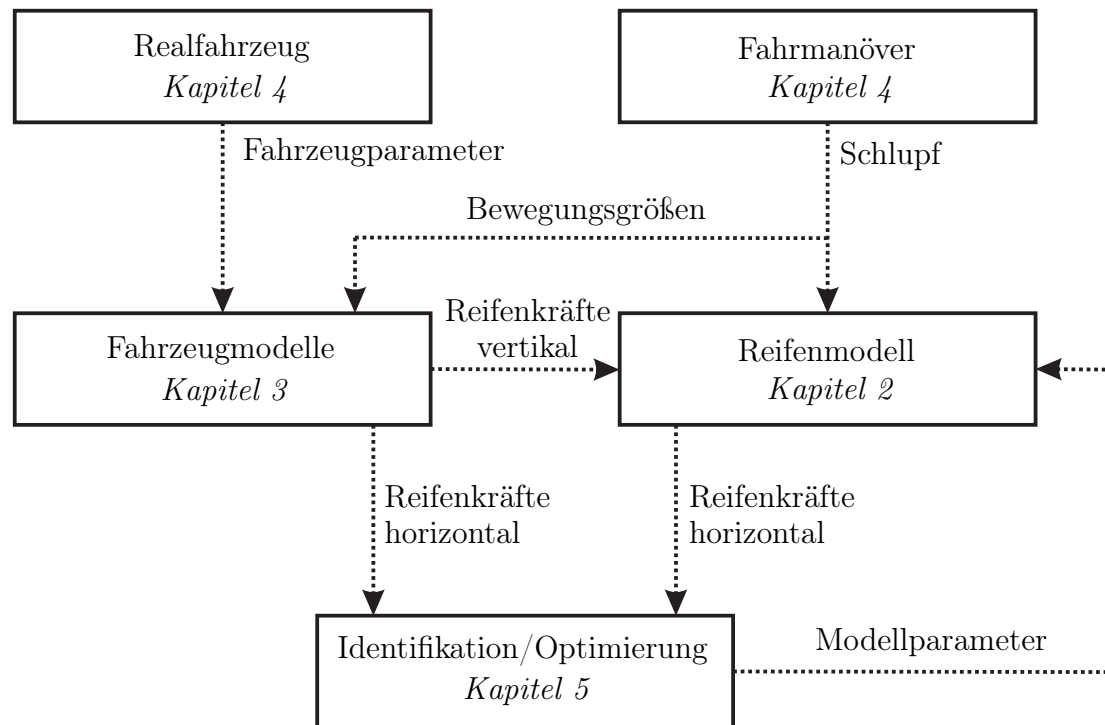 Realfahrzeug
Kapitel 4
Fahrmanöver
Kapitel 4
Fahrzeugparameter
Schlupf
Bewegungsgrößen
Fahrzeugmodelle
Kapitel 3
Reifenkräfte
vertikal
Reifenmodell
Kapitel 2
Reifenkräfte
horizontal
Reifenkräfte
horizontal
Identifikation/Optimierung
Kapitel 5
Modellparameter